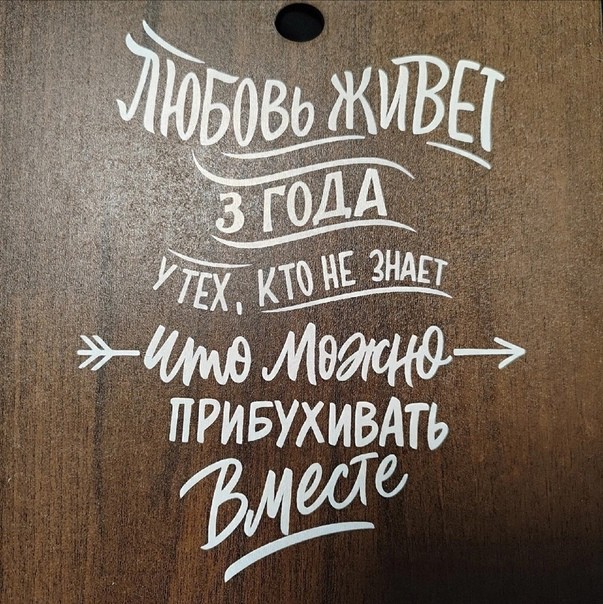 ЛЮБОВЬ ЖИВЕТ
3 ГОДА
У ТЕХ, КТО НЕ ЗНАЕТ
что можно
ПРИБУХИВАТЬ
Вместе